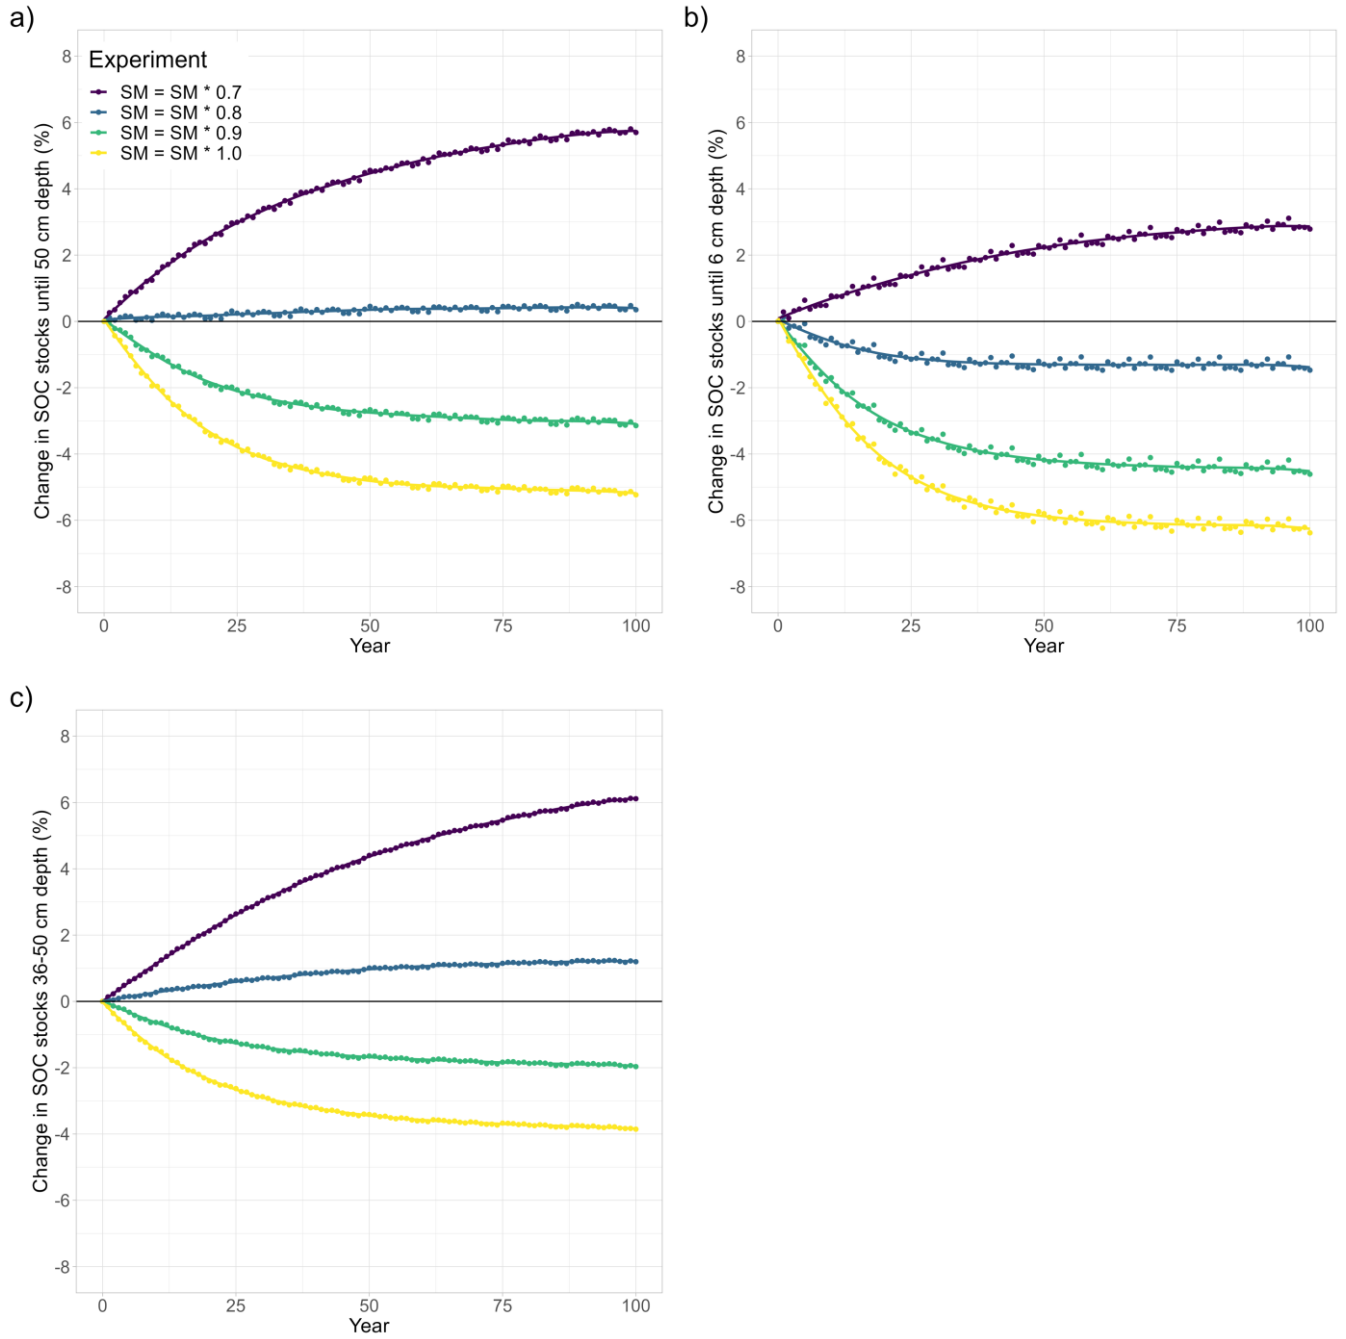 a)
Change in SOC stocks until 50 cm depth (%)
8
6
4
2
0
-2
-4
-6
-8
Experiment
SM = SM * 0.7
SM = SM * 0.8
SM = SM * 0.9
SM = SM * 1.0
0 25 50 75 100
Year
b)
Change in SOC stocks until 6 cm depth (%)
8
6
4
2
0
-2
-4
-6
-8
0 25 50 75 100
Year
c)
Change in SOC stocks 36-50 cm depth (%)
8
6
4
2
0
-2
-4
-6
-8
0 25 50 75 100
Year